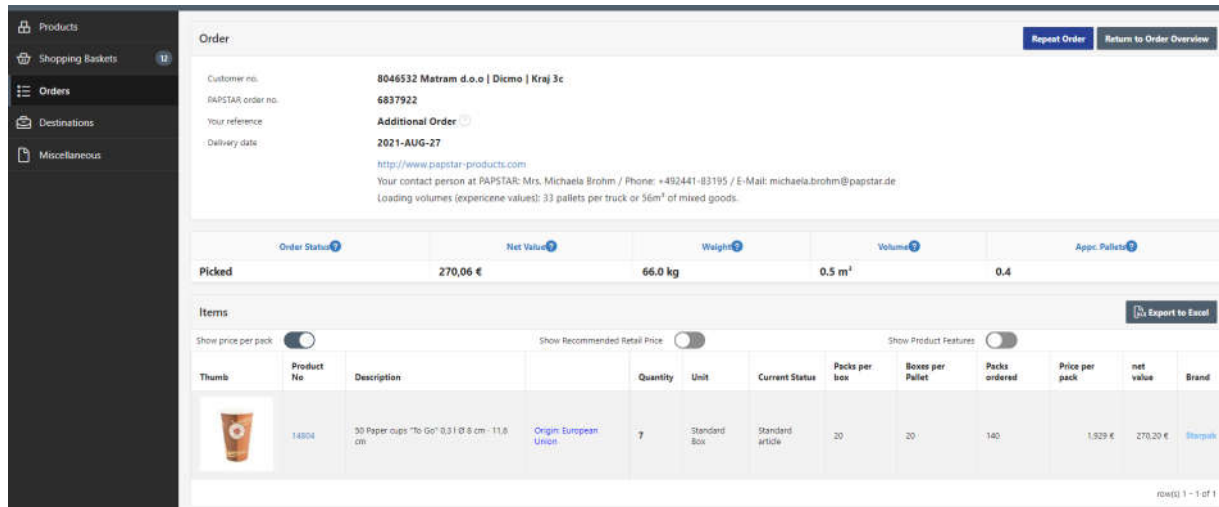 Products
Shopping Baskets 12
Orders
Destinations
Miscellaneous
Order
Repeat Order Return to Order Overview
Customer no. 8046532 Matram d.o.o | Dicmo | Kraj 3c
PAPSTAR order no. 6837922
Your reference Additional Order ?
Delivery date 2021-AUG-27
http://www.papstar-products.com
Your contact person at PAPSTAR: Mrs. Michaela Brohm / Phone: +492441-83195 / E-Mail: michaela.brohm@papstar.de
Loading volumes (expericene values): 33 pallets per truck or 56m³ of mixed goods.
Order Status? Net Value? Weight? Volume? Appc. Pallets?
Picked 270,06 € 66.0 kg 0.5 m³ 0.4
Items
Export to Excel
Show price per pack Show Recommended Retail Price Show Product Features
Thumb Product No Description Quantity Unit Current Status Packs per box Boxes per Pallet Packs ordered Price per pack net value Brand
14804 50 Paper cups "To Go" 0,3 l Ø 8 cm · 11,8 cm Origin: European Union 7 Standard Box Standard article 20 20 140 1,929 € 270,20 € Starpak
row(s) 1 - 1 of 1